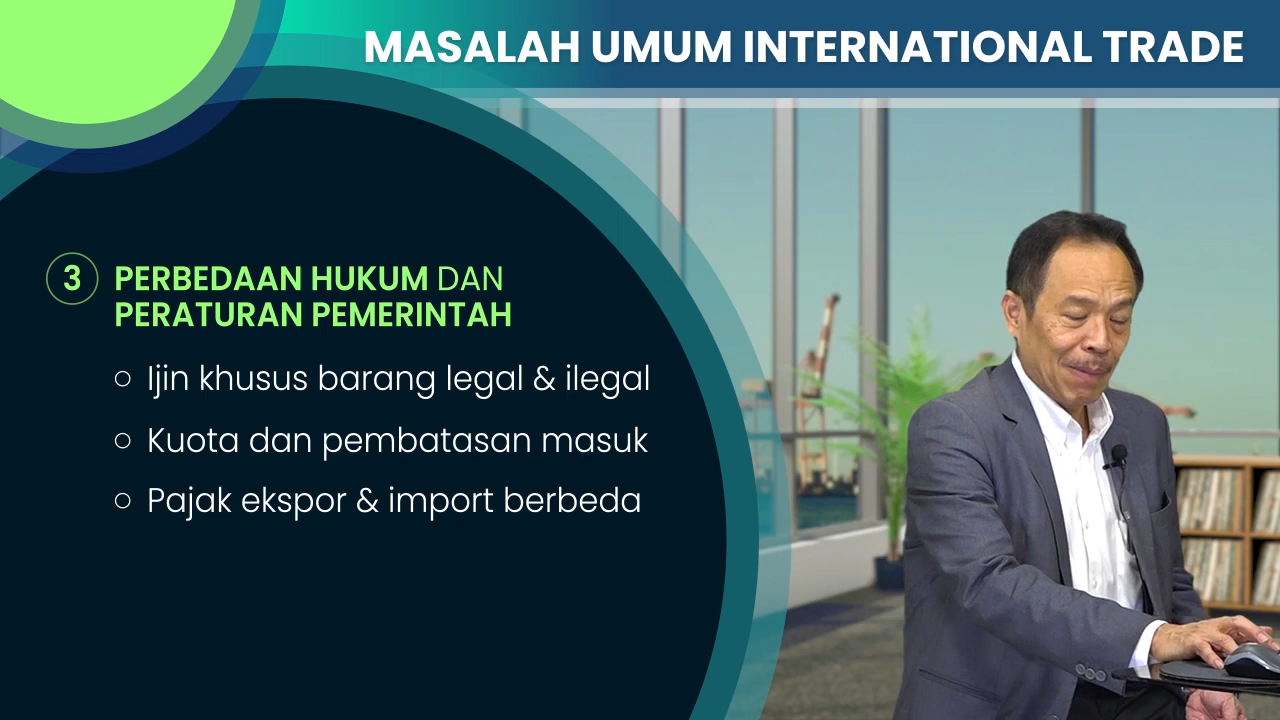 MASALAH UMUM INTERNATIONAL TRADE
3 PERBEDAAN HUKUM DAN
PERATURAN PEMERINTAH
Ijin khusus barang legal & ilegal
Kuota dan pembatasan masuk
Pajak ekspor & import berbeda